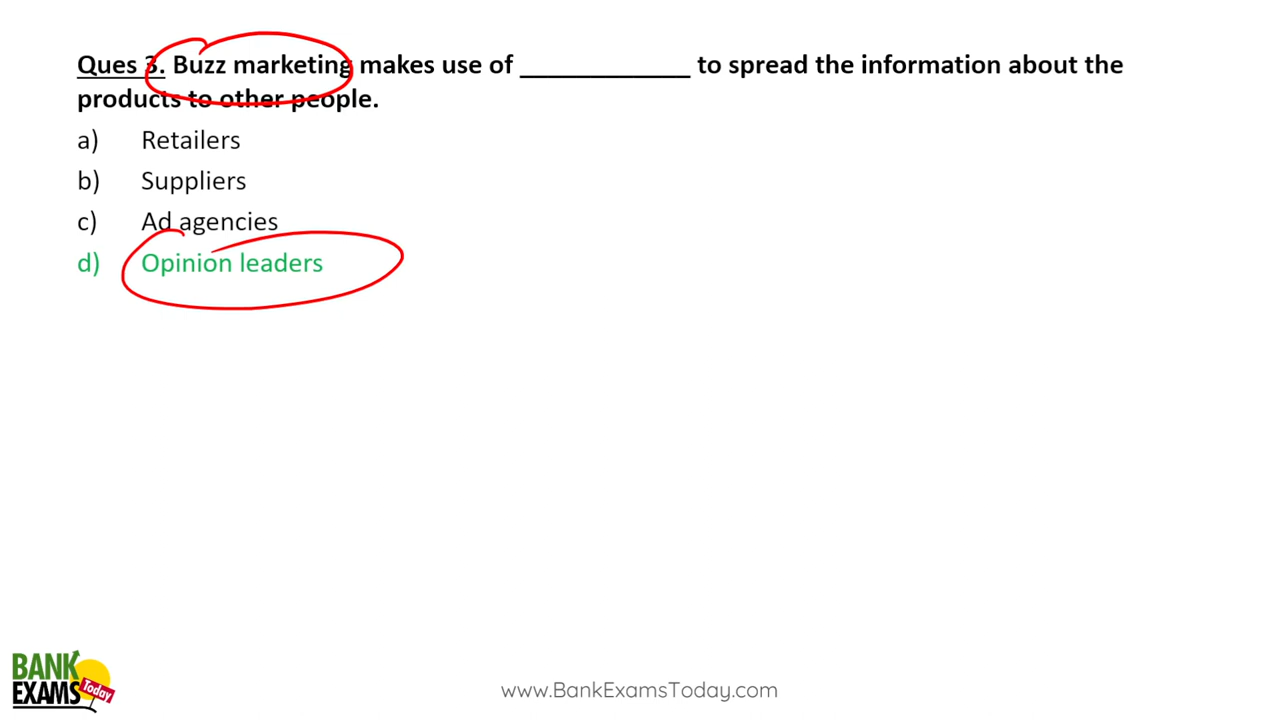 Ques 3. Buzz marketing makes use of ____________ to spread the information about the
products to other people.
a) Retailers
b) Suppliers
c) Ad agencies
d) Opinion leaders
BANK
EXAMS Today
www.BankExamsToday.com